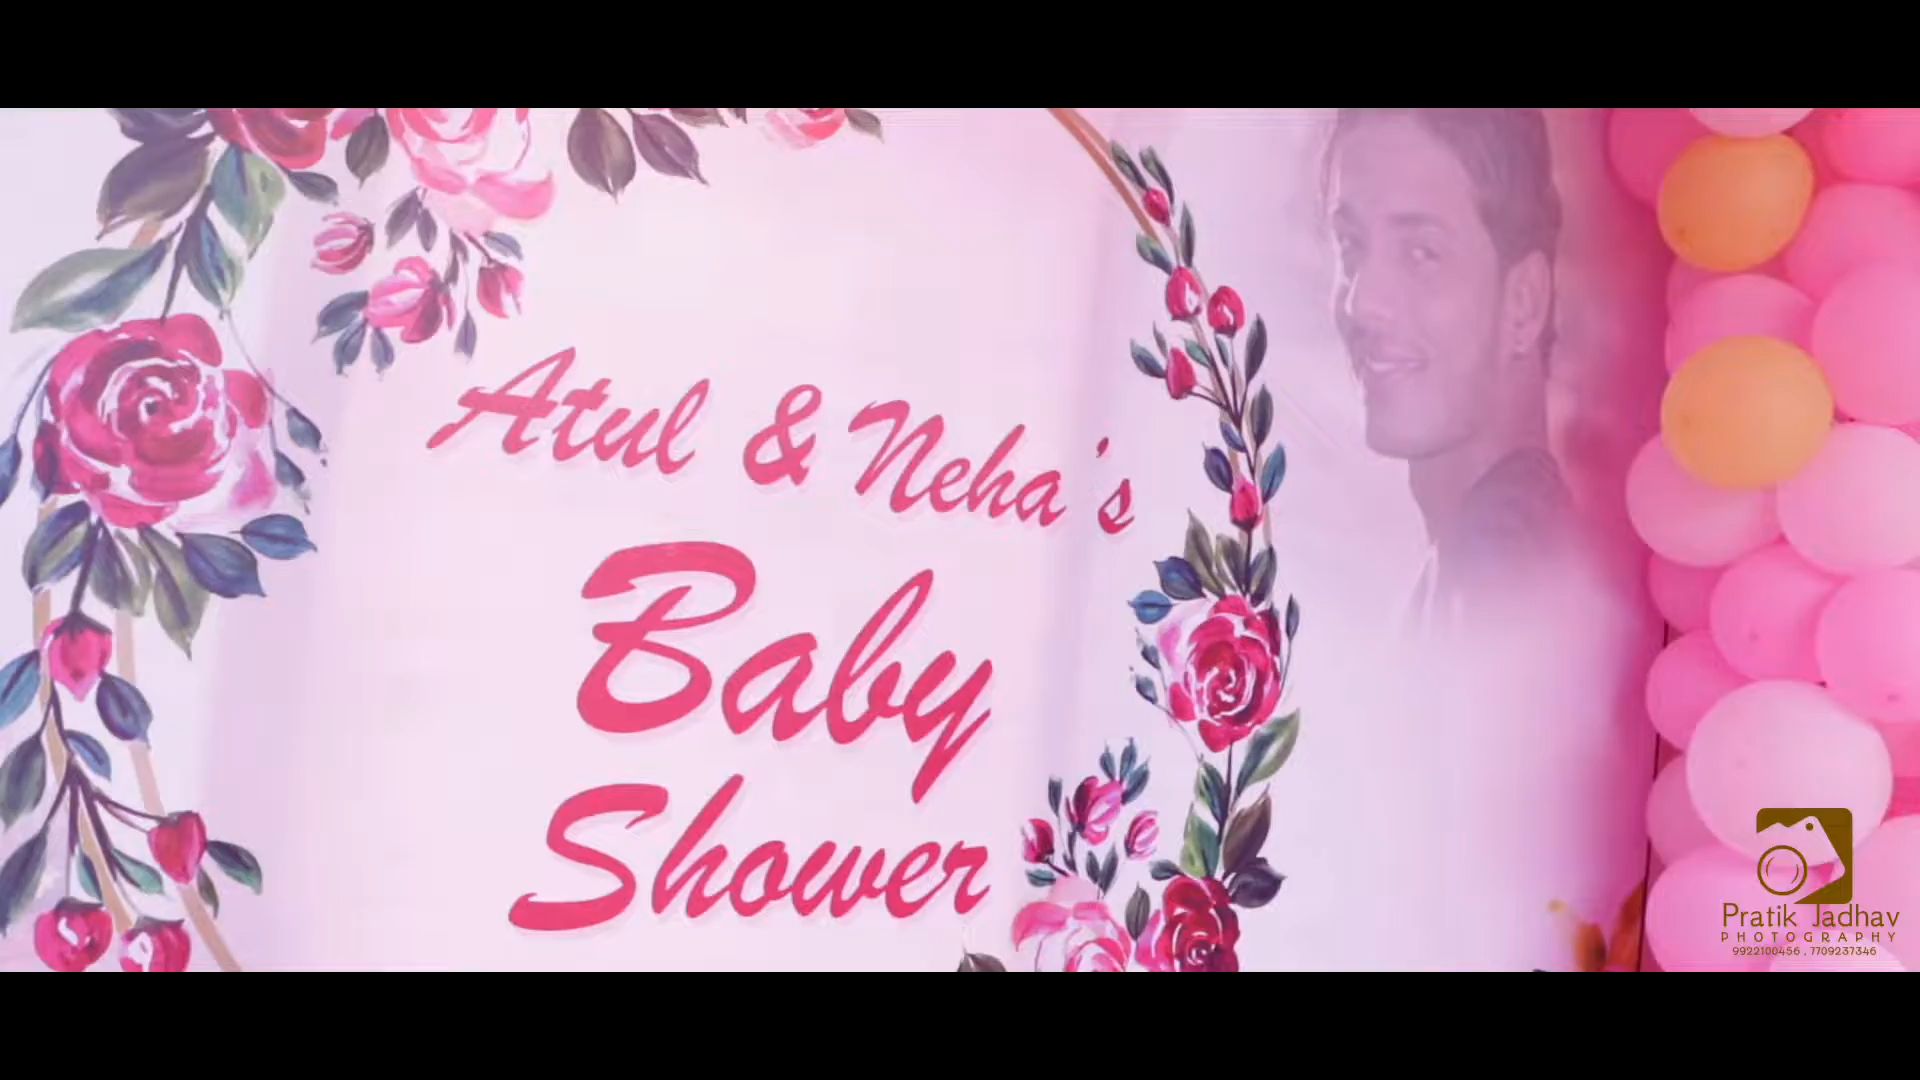 Atul & Neha's
Baby
Shower
Pratik Jadhav
PHOTOGRAPHY
9922100456 , 7709237346